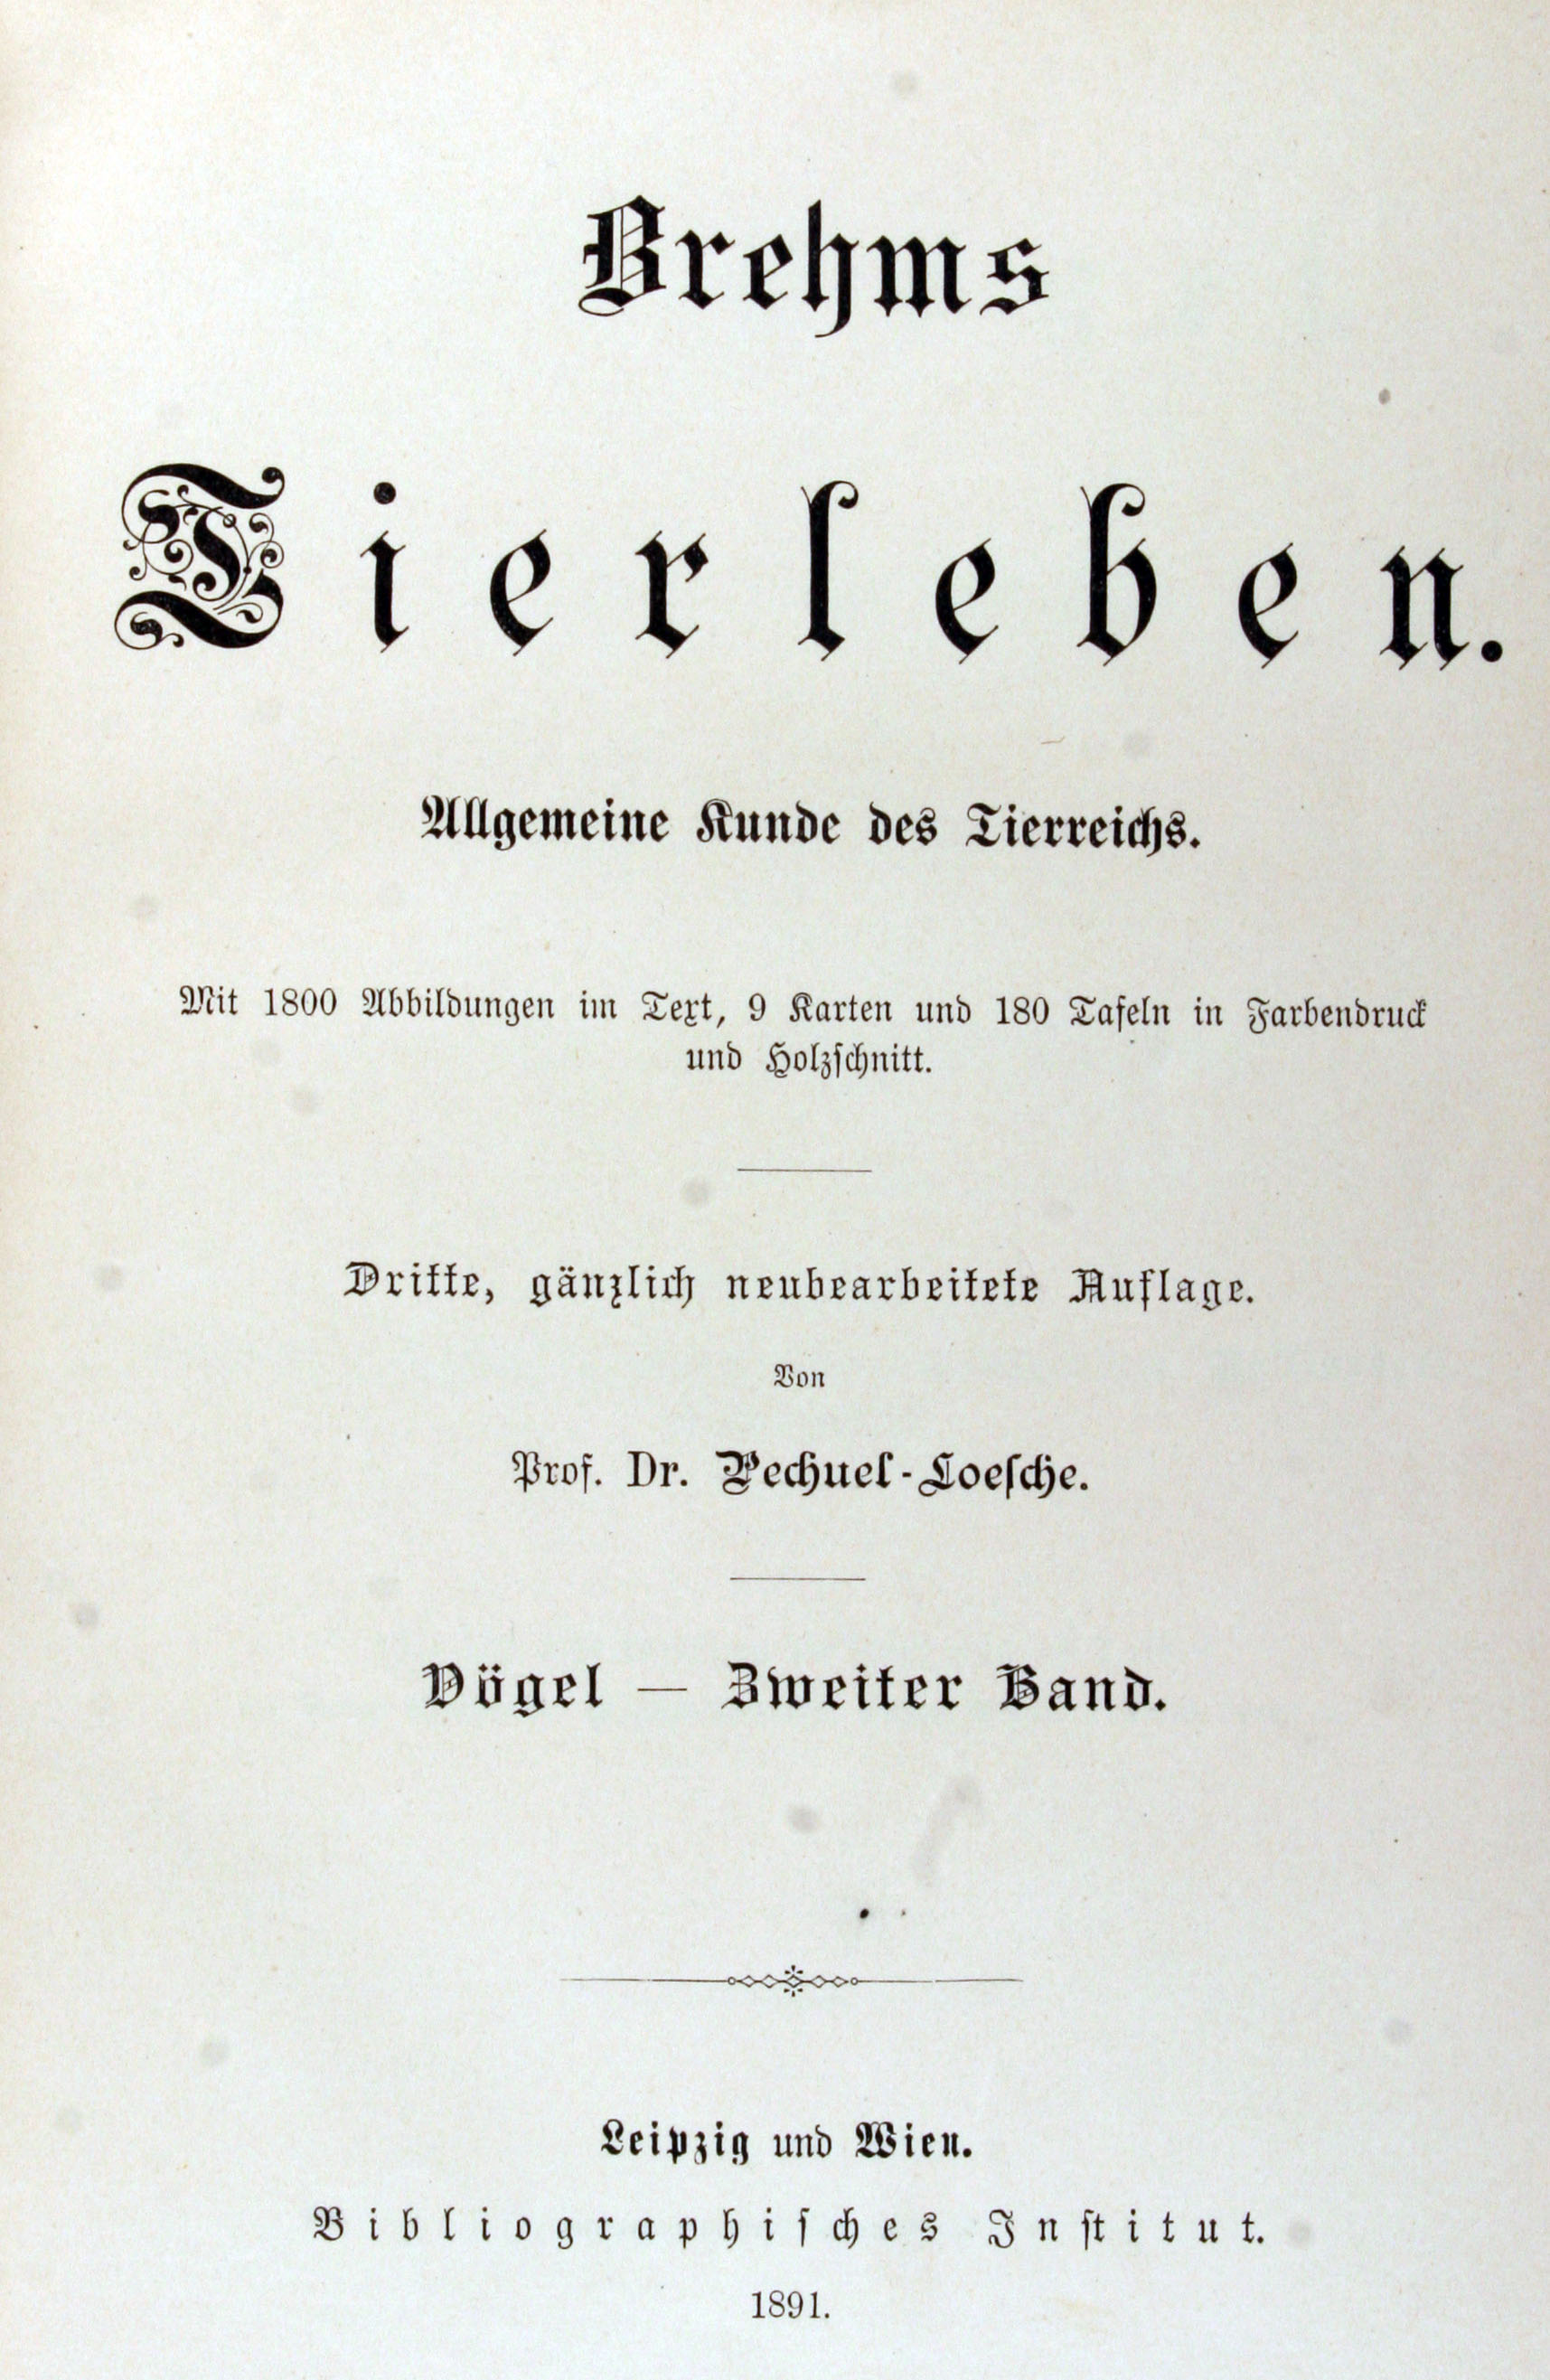 Brehms
Tierleben.
Allgemeine Kunde des Tierreichs.
Mit 1800 Abbildungen im Text, 9 Karten und 180 Tafeln in Farbendruck
und Holzschnitt.
Dritte, gänzlich neubearbeitete Auflage.
Von
Prof. Dr. Pechuel-Loesche.
Vögel — Zweiter Band.
Leipzig und Wien.
Bibliographisches Institut.
1891.